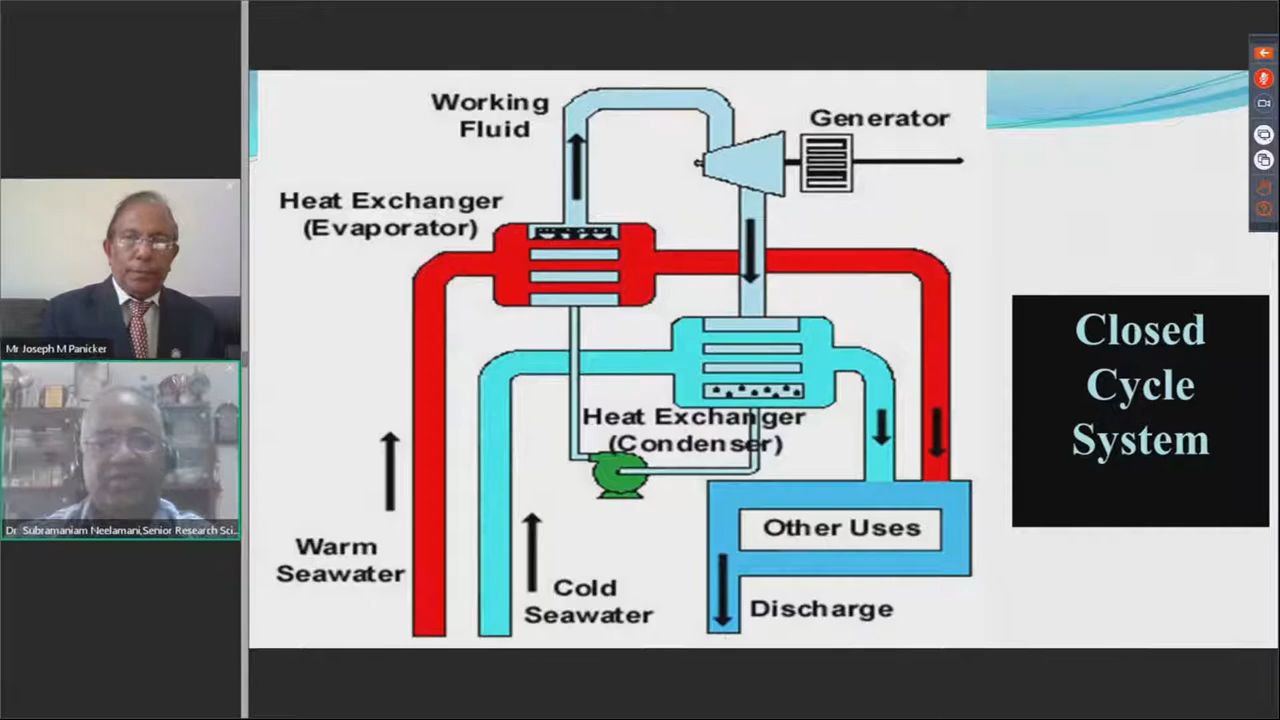 Mr Joseph M Panicker
Dr Subramaniam Neelamani,Senior Research Sci...
Working
Fluid
Generator
Heat Exchanger
(Evaporator)
Heat Exchanger
(Condenser)
Other Uses
Warm
Seawater
Cold
Seawater
Discharge
Closed
Cycle
System